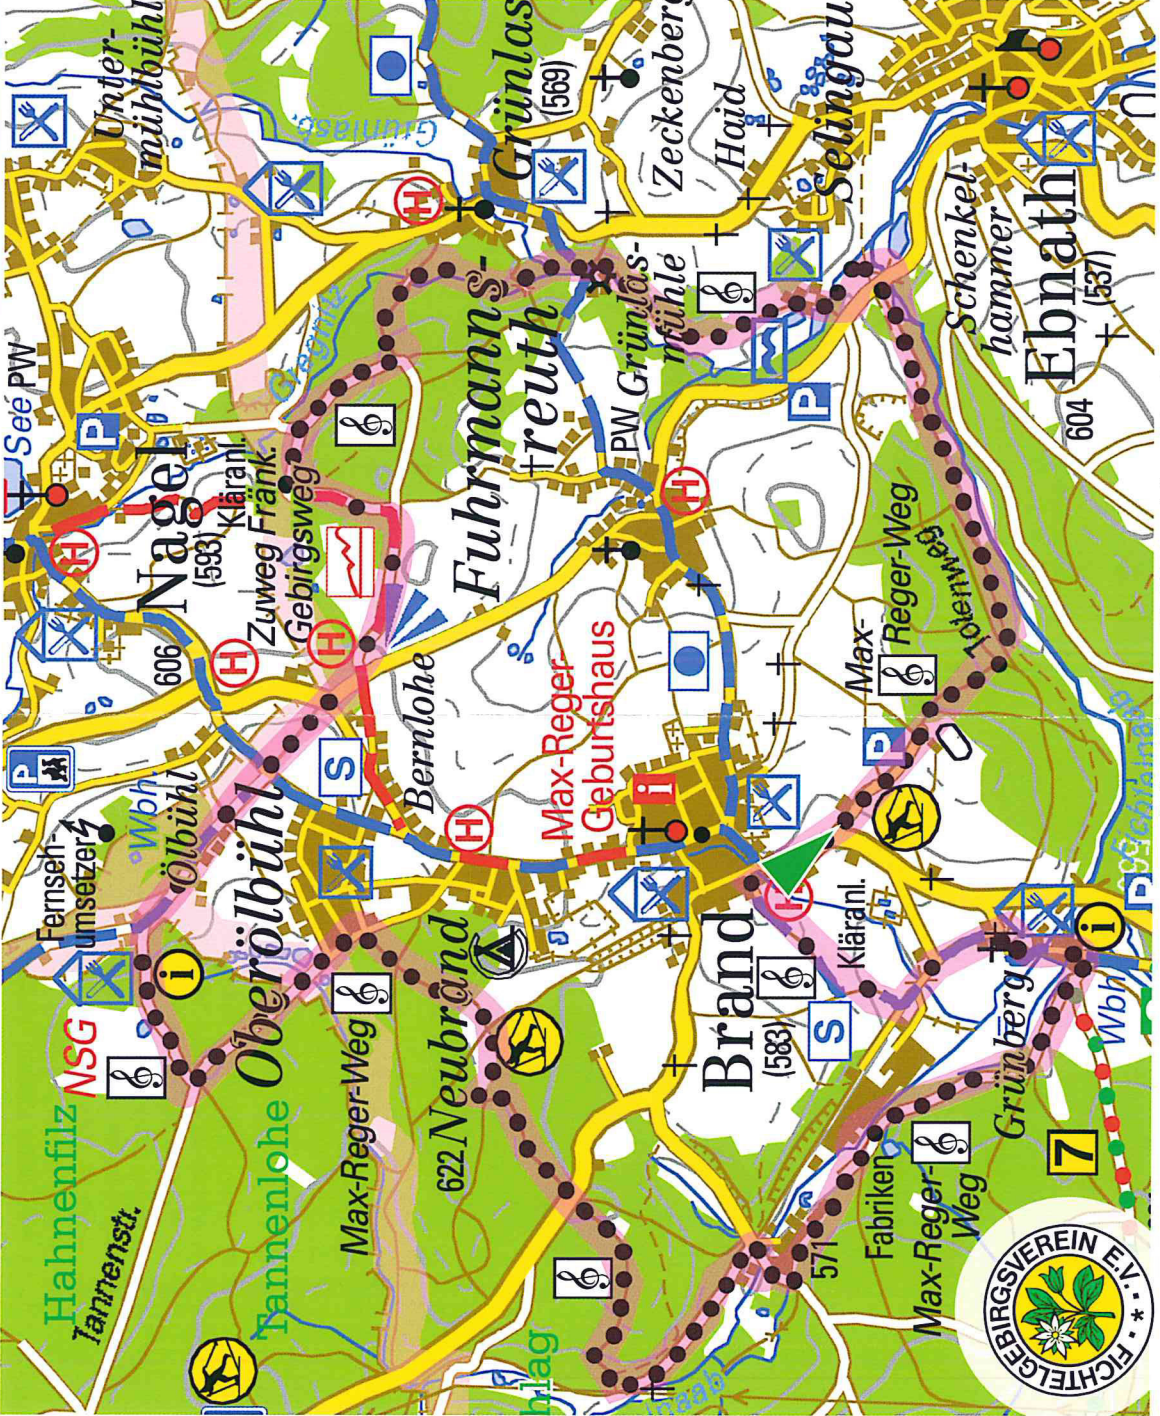 Unter-
mühlbühl
See
PW
Nagel
(593)
Kläranl.
606
Zuweg Fränk.
Gebirgsweg
Gregnitz
Grünlasb.
Grünlas
(569)
Zeckenberg
Haid
Selingau
Grünlas-
mühle
Schenkel-
hammer
Ebnath
(537)
604
Fuhrmanns-
reuth
PW
P
P
H
H
H
H
H
H
Bernlohe
Max-Reger-
Geburtshaus
i
Max-
Reger-Weg
Totenweg
P
P
Fernseh-
umsetzer
Wbh.
Ölbühl
Oberölbühl
S
NSG
i
Hahnenfilz
Tannenstr.
Tannenlohe
Max-Reger-Weg
622
Neubrand
Brand
(583)
S
Kläranl.
H
Grünberg
i
P
Wbh.
7
Fabriken
571
Max-Reger-
Weg
hlag
FICHTELGEBIRGSVEREIN E.V.